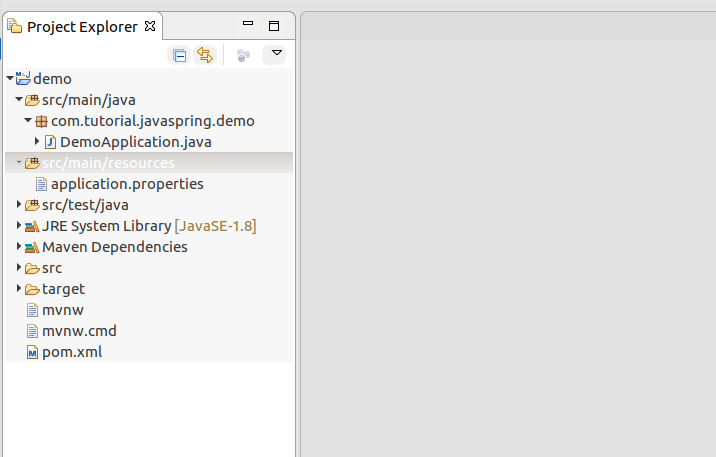 Project Explorer
demo
src/main/java
com.tutorial.javaspring.demo
DemoApplication.java
src/main/resources
application.properties
src/test/java
JRE System Library [JavaSE-1.8]
Maven Dependencies
src
target
mvnw
mvnw.cmd
pom.xml